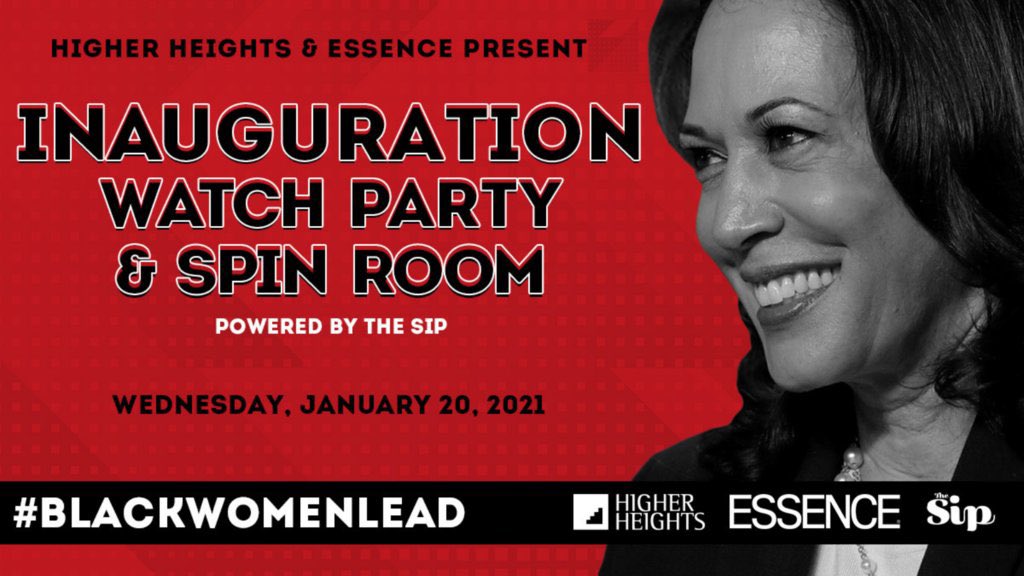 HIGHER HEIGHTS & ESSENCE PRESENT
INAUGURATION
WATCH PARTY
& SPIN ROOM
POWERED BY THE SIP
WEDNESDAY, JANUARY 20, 2021
#BLACKWOMENLEAD
HIGHER
HEIGHTS
ESSENCE
The
Sip